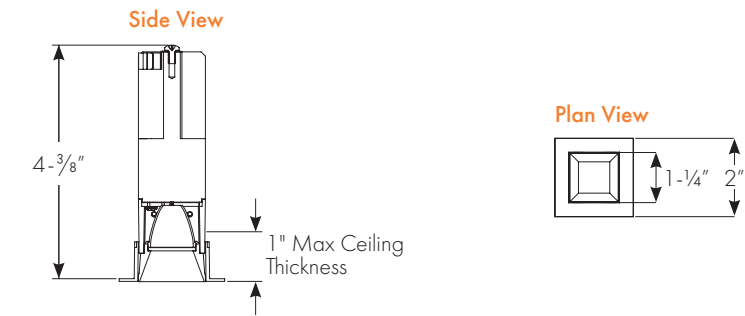 Side View
4-⅜"
1" Max Ceiling
Thickness
Plan View
1-¼"
2"